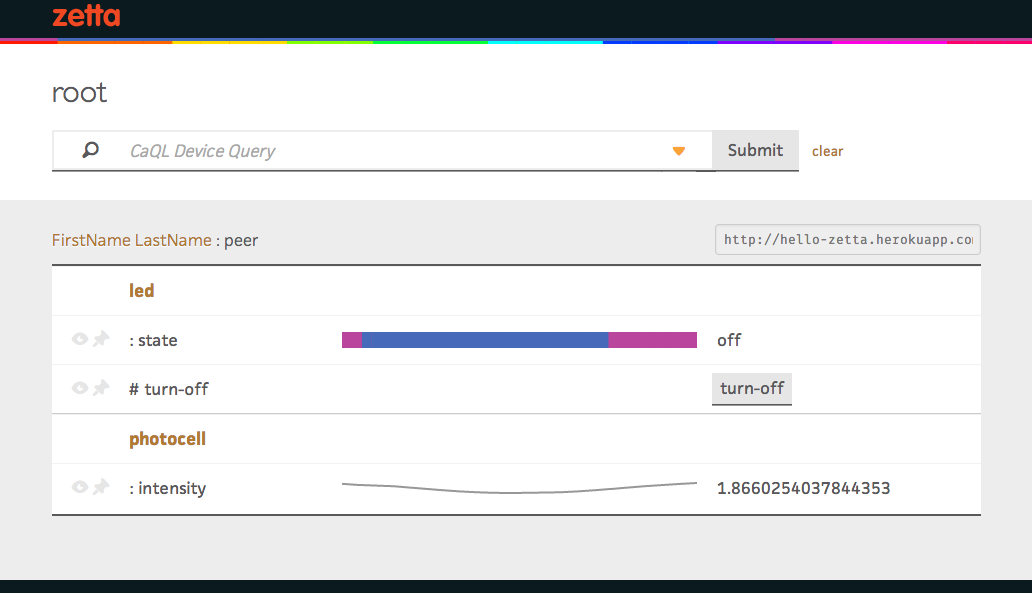 zetta
root
CaQL Device Query Submit clear
FirstName LastName : peer http://hello-zetta.herokuapp.co
led
: state off
# turn-off turn-off
photocell
: intensity 1.8660254037844353